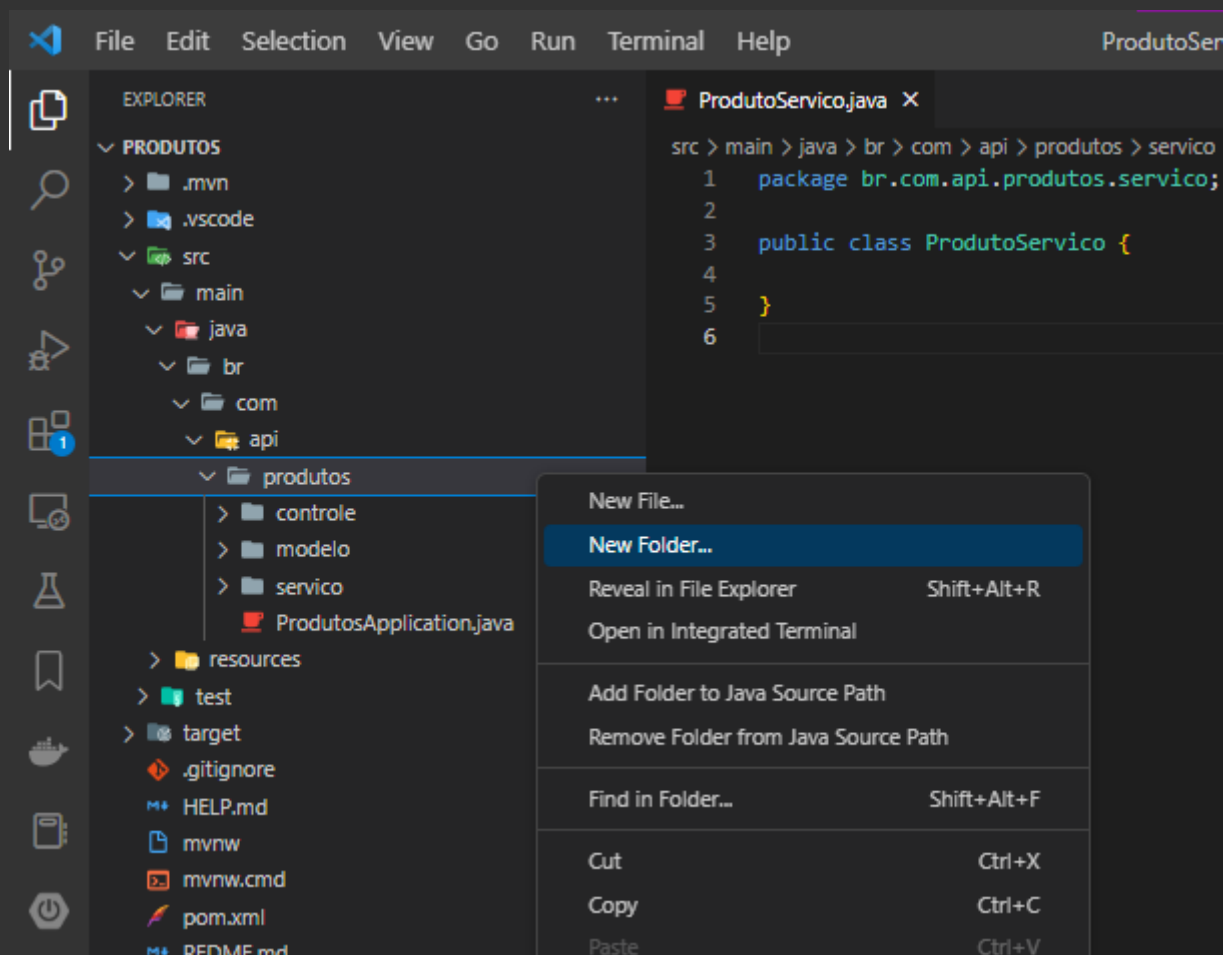 File Edit Selection View Go Run Terminal Help ProdutoSer
EXPLORER
PRODUTOS
.mvn
.vscode
src
main
java
br
com
api
produtos
controle
modelo
servico
ProdutosApplication.java
resources
test
target
.gitignore
HELP.md
mvnw
mvnw.cmd
pom.xml
REDME.md
ProdutoServico.java
src > main > java > br > com > api > produtos > servico
1 package br.com.api.produtos.servico;
2
3 public class ProdutoServico {
4
5 }
6
New File...
New Folder...
Reveal in File Explorer Shift+Alt+R
Open in Integrated Terminal
Add Folder to Java Source Path
Remove Folder from Java Source Path
Find in Folder... Shift+Alt+F
Cut Ctrl+X
Copy Ctrl+C
Paste Ctrl+V
1